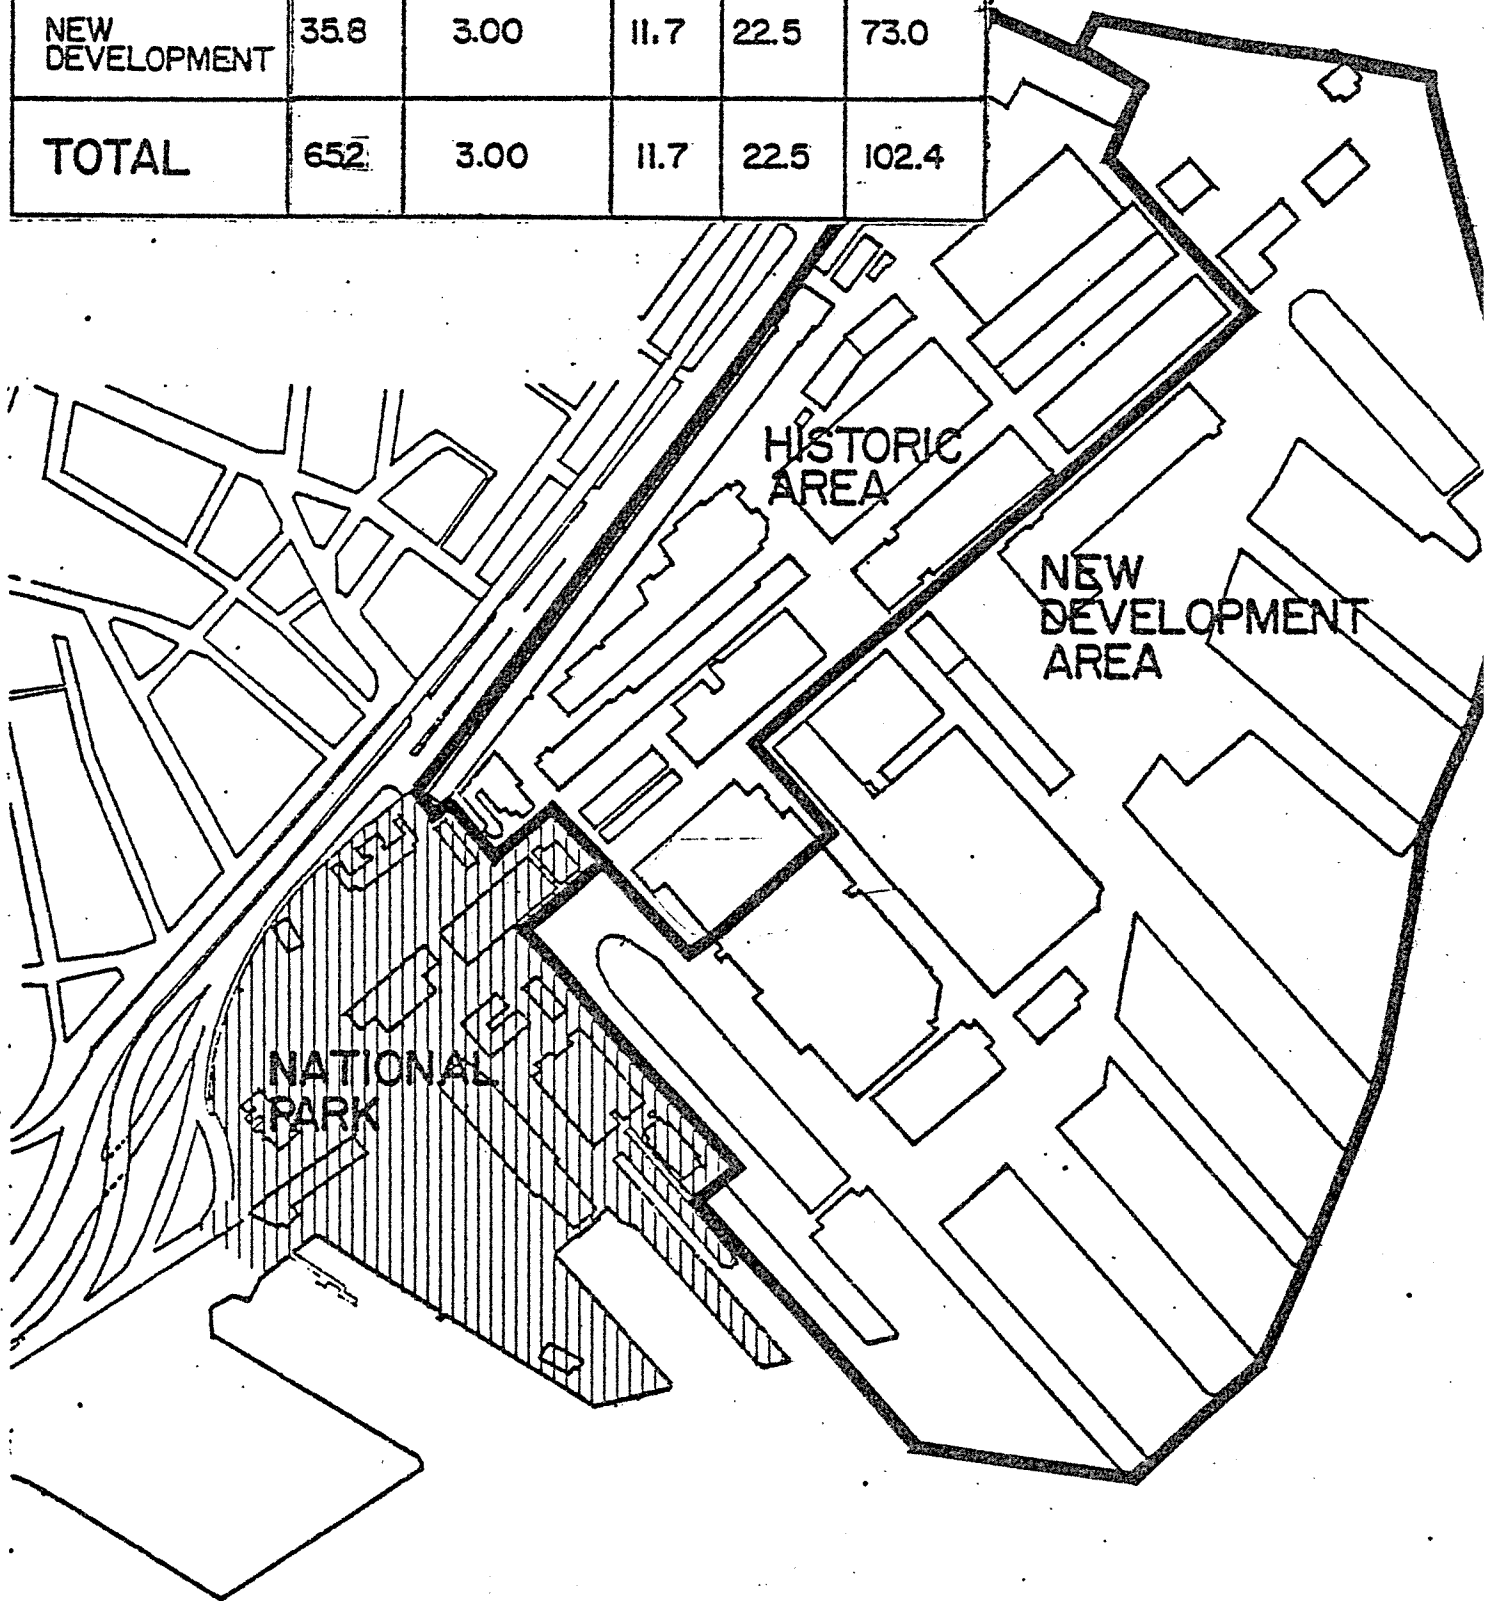 NEW DEVELOPMENT 35.8 3.00 11.7 22.5 73.0
TOTAL 652 3.00 11.7 22.5 102.4
HISTORIC
AREA
NEW
DEVELOPMENT
AREA
NATIONAL
PARK